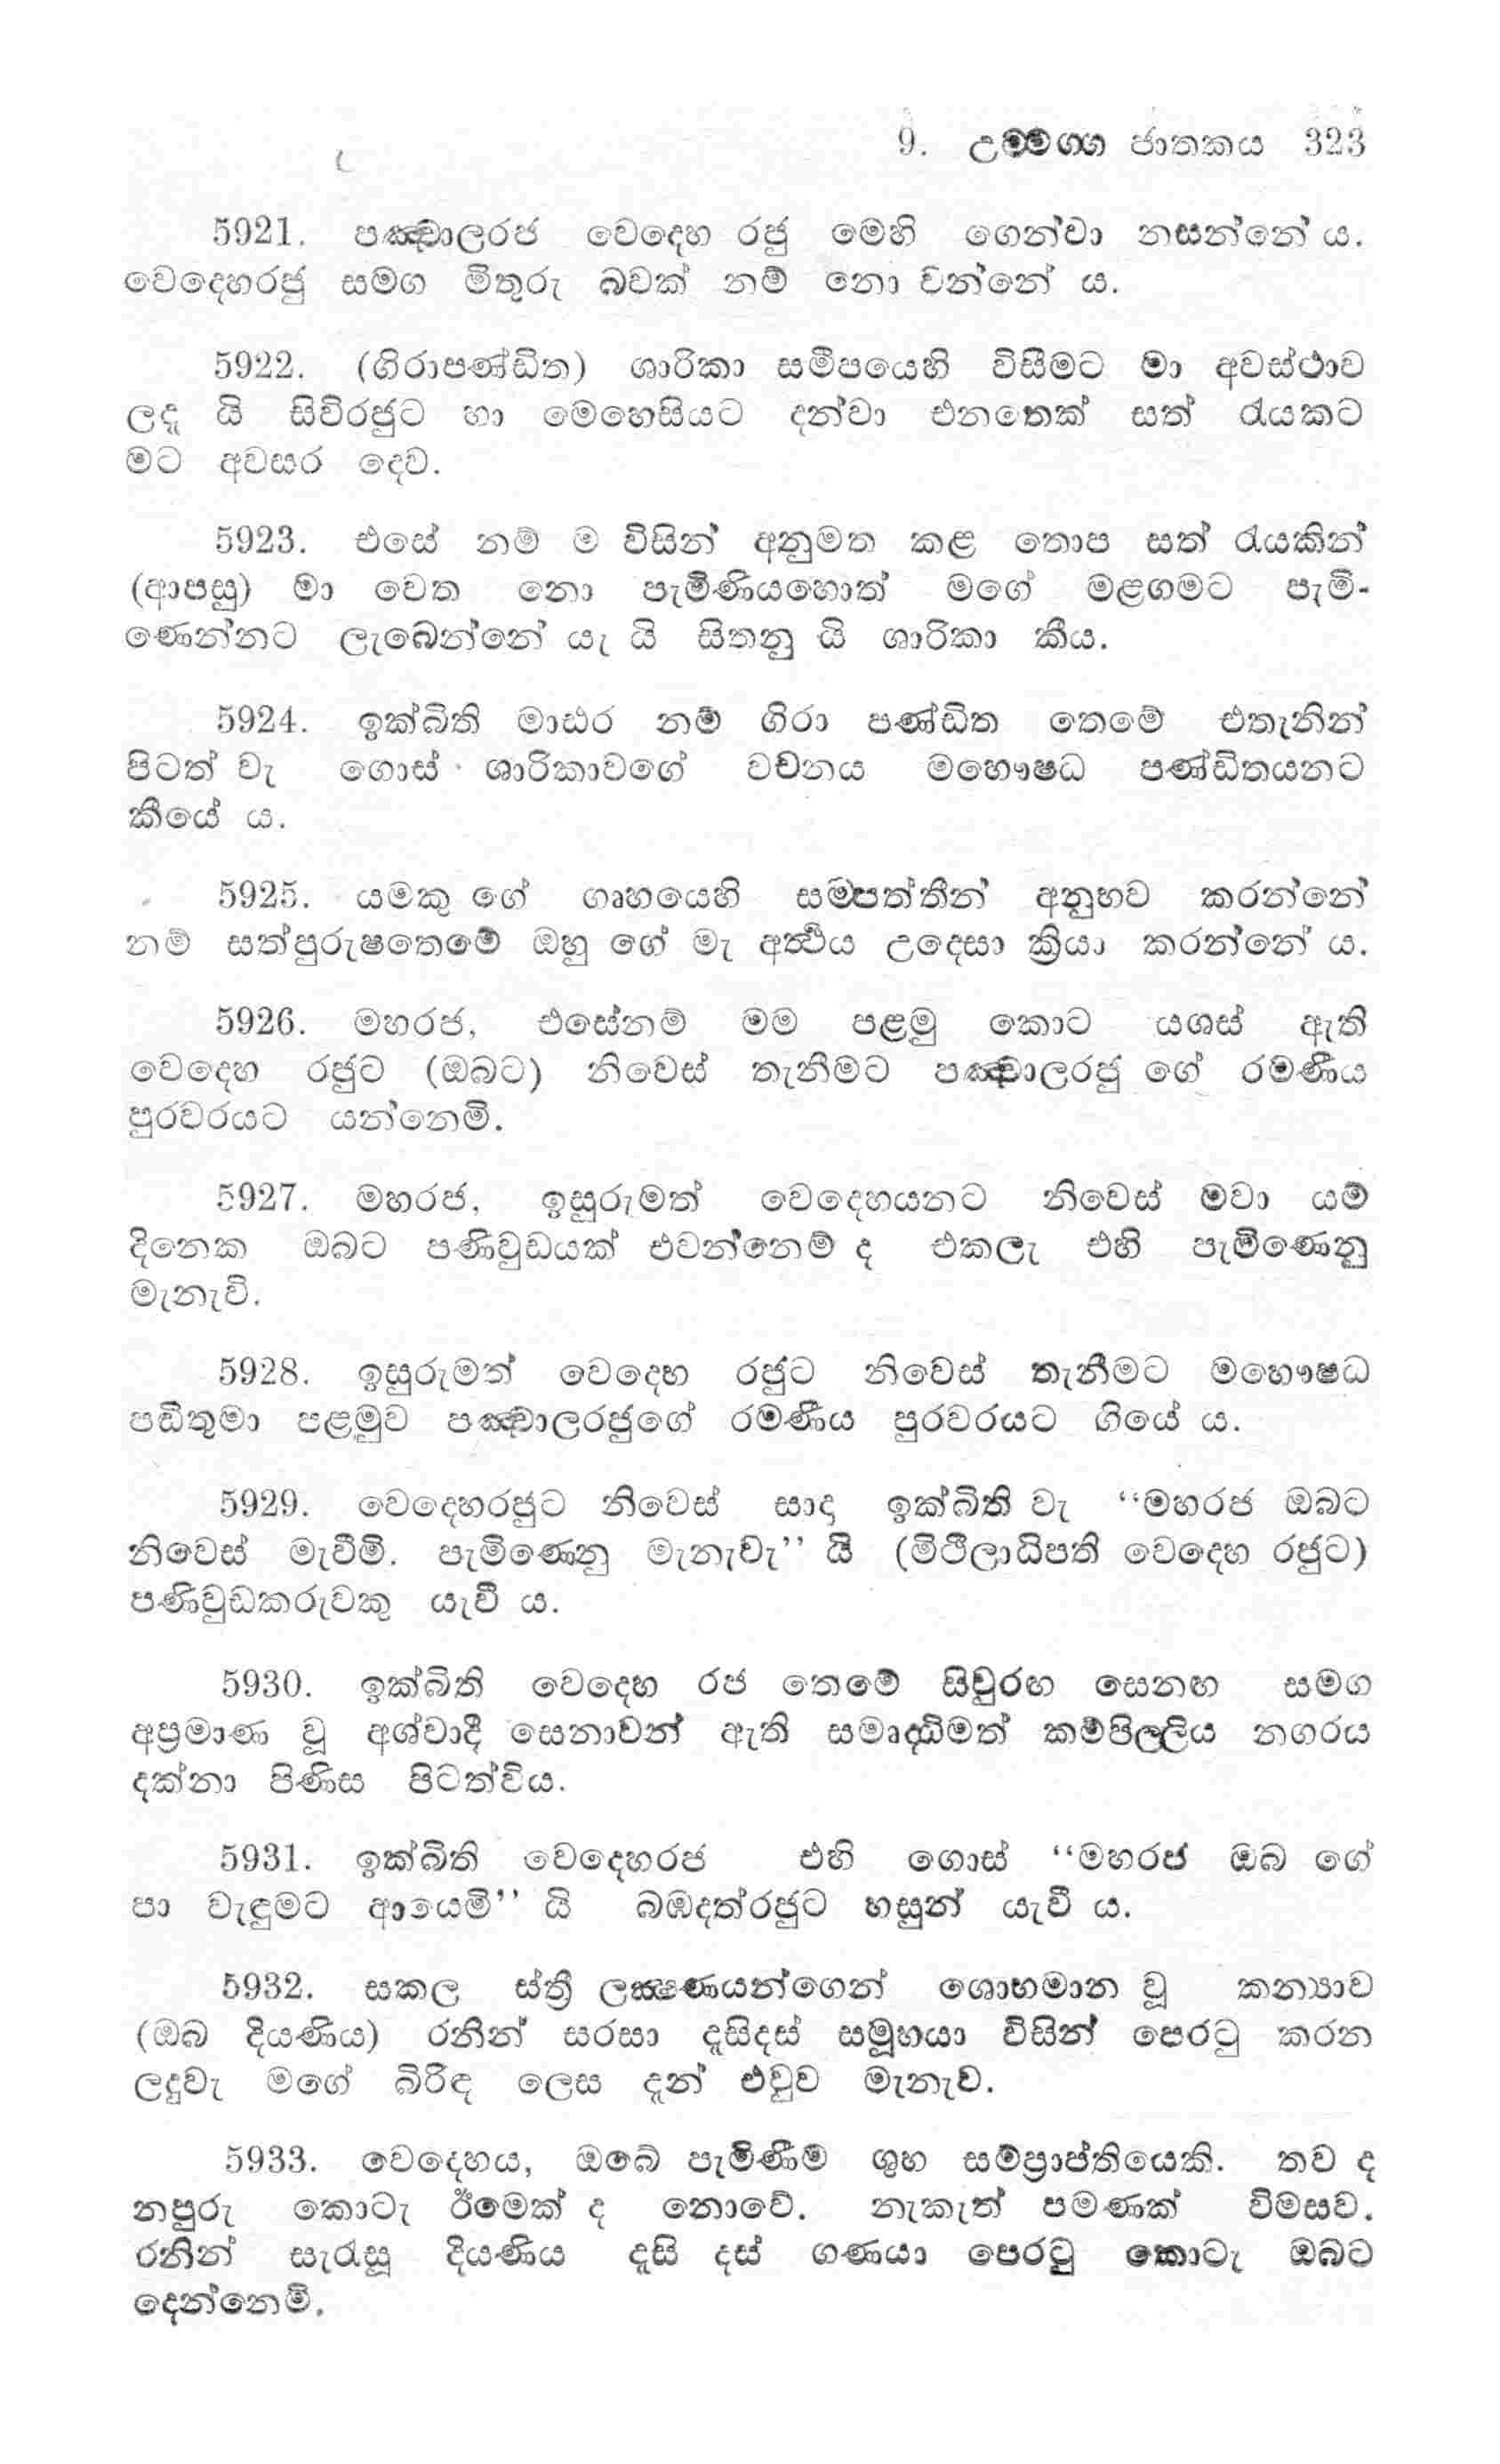 9. උම්මග්ග ජාතකය 323
5921. පඤ්චාලරජ වෙදෙහ රජු මෙහි ගෙන්වා නසන්නේ ය.
වෙදෙහරජු සමග මිතුරු බවක් නම් නො වන්නේ ය.
5922. (ගිරාපණ්ඩිත) ශාරිකා සමීපයෙහි විසීමට මා අවස්ථාව
ලදැ යි සිවිරජුට හා මෙහෙසියට දන්වා එනතෙක් සත් රැයකට
මට අවසර දෙව.
5923. එසේ නම් ම විසින් අනුමත කළ තොප සත් රැයකින්
(ආපසු) මා වෙත නො පැමිණියහොත් මගේ මළගමට පැමි-
ණෙන්නට ලැබෙන්නේ යැ යි සිතනු යි ශාරිකා කීය.
5924. ඉක්බිති මාඪර නම් ගිරා පණ්ඩිත තෙමේ එතැනින්
පිටත් වැ ගොස් ශාරිකාවගේ වචනය මහෞෂධ පණ්ඩිතයනට
කීයේ ය.
5925. යමකු ගේ ගෘහයෙහි සම්පත්තීන් අනුභව කරන්නේ
නම් සත්පුරුෂතෙමේ ඔහු ගේ මැ අර්ථය උදෙසා ක්‍රියා කරන්නේ ය.
5926. මහරජ, එසේනම් මම පළමු කොට යශස් ඇති
වෙදෙහ රජුට (ඔබට) නිවෙස් තැනීමට පඤ්චාලරජු ගේ රමණීය
පුරවරයට යන්නෙමි.
5927. මහරජ, ඉසුරුමත් වෙදෙහයනට නිවෙස් මවා යම්
දිනෙක ඔබට පණිවුඩයක් එවන්නෙම් ද එකලැ එහි පැමිණෙනු
මැනැවි.
5928. ඉසුරුමත් වෙදෙහ රජුට නිවෙස් තැනීමට මහෞෂධ
පඬිතුමා පළමුව පඤ්චාලරජුගේ රමණීය පුරවරයට ගියේ ය.
5929. වෙදෙහරජුට නිවෙස් සාදා ඉක්බිති වැ “මහරජ ඔබට
නිවෙස් මැවීමි. පැමිණෙනු මැනැවැ” යි (මිථිලාධිපති වෙදෙහ රජුට)
පණිවුඩකරුවකු යැවී ය.
5930. ඉක්බිති වෙදෙහ රජ තෙමේ සිවුරඟ සෙනඟ සමග
අප්‍රමාණ වූ අශ්වාදී සෙනාවන් ඇති සමෘද්ධිමත් කම්පිල්ලිය නගරය
දක්නා පිණිස පිටත්විය.
5931. ඉක්බිති වෙදෙහරජ එහි ගොස් “මහරජ ඔබ ගේ
පා වැඳුමට ආයෙමි” යි බඹදත්රජුට හසුන් යැවී ය.
5932. සකල ස්ත්‍රී ලක්ෂණයන්ගෙන් ශොභමාන වූ කන්‍යාව
(ඔබ දියණිය) රනින් සරසා දැසිදස් සමූහයා විසින් පෙරටු කරන
ලදුවැ මගේ බිරිඳ ලෙස දැන් එවුව මැනැව.
5933. වෙදෙහය, ඔබේ පැමිණීම ශුභ සම්ප්‍රාප්තියෙකි. තව ද
නපුරු කොටැ ඊමෙක් ද නොවේ. නැකැත් පමණක් විමසව.
රනින් සැරැසූ දියණිය දැසි දස් ගණයා පෙරටු කොටැ ඔබට
දෙන්නෙමි.